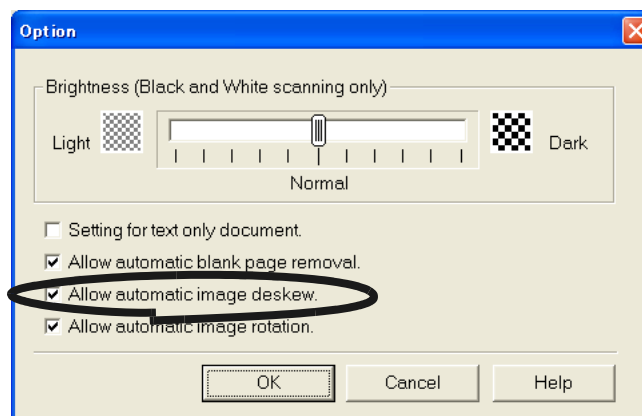 Option
Brightness (Black and White scanning only)
Light
Dark
Normal
Setting for text only document.
Allow automatic blank page removal.
Allow automatic image deskew.
Allow automatic image rotation.
OK Cancel Help